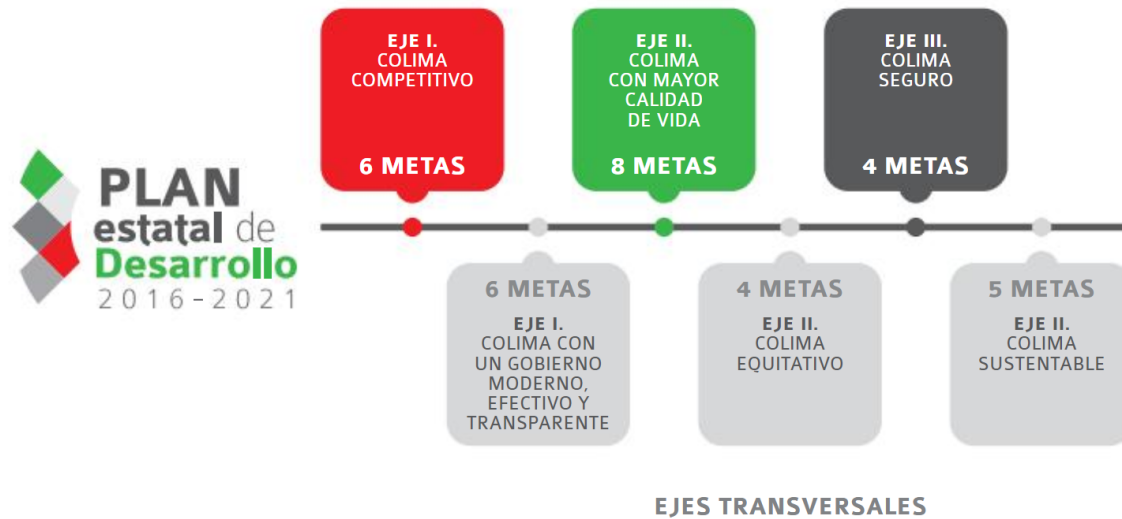 PLAN
estatal de
Desarrollo
2016-2021
EJE I.
COLIMA
COMPETITIVO
6 METAS
EJE II.
COLIMA
CON MAYOR
CALIDAD
DE VIDA
8 METAS
EJE III.
COLIMA
SEGURO
4 METAS
6 METAS
EJE I.
COLIMA CON
UN GOBIERNO
MODERNO,
EFECTIVO Y
TRANSPARENTE
4 METAS
EJE II.
COLIMA
EQUITATIVO
5 METAS
EJE II.
COLIMA
SUSTENTABLE
EJES TRANSVERSALES